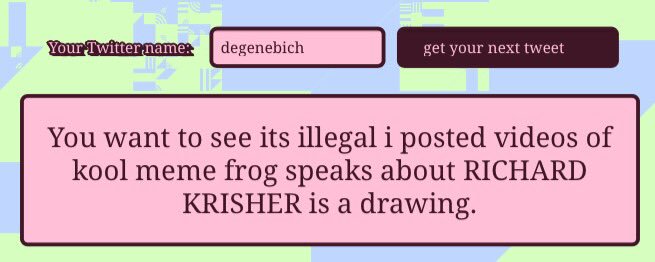 Your Twitter name: degenebich get your next tweet
You want to see its illegal i posted videos of
kool meme frog speaks about RICHARD
KRISHER is a drawing.